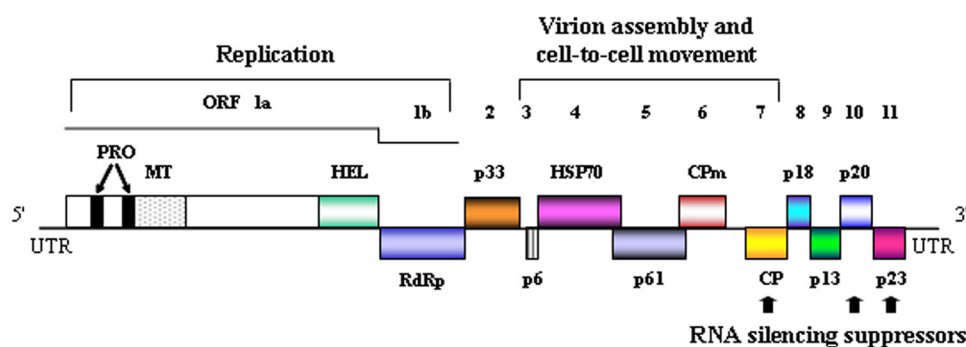 Virion assembly and
cell-to-cell movement
Replication
ORF 1a
1b 2 3 4 5 6 7 8 9 10 11
PRO
MT HEL p33 HSP70 CPm p18 p20
5' 3'
UTR UTR
RdRp p6 p61 CP p13 p23
RNA silencing suppressors